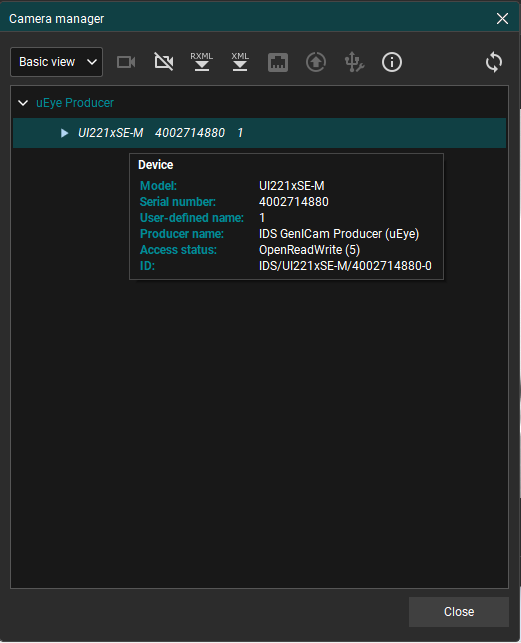 Camera manager
Basic view
RXML
XML
uEye Producer
UI221xSE-M 4002714880 1
Device
Model: UI221xSE-M
Serial number: 4002714880
User-defined name: 1
Producer name: IDS GenICam Producer (uEye)
Access status: OpenReadWrite (5)
ID: IDS/UI221xSE-M/4002714880-0
Close